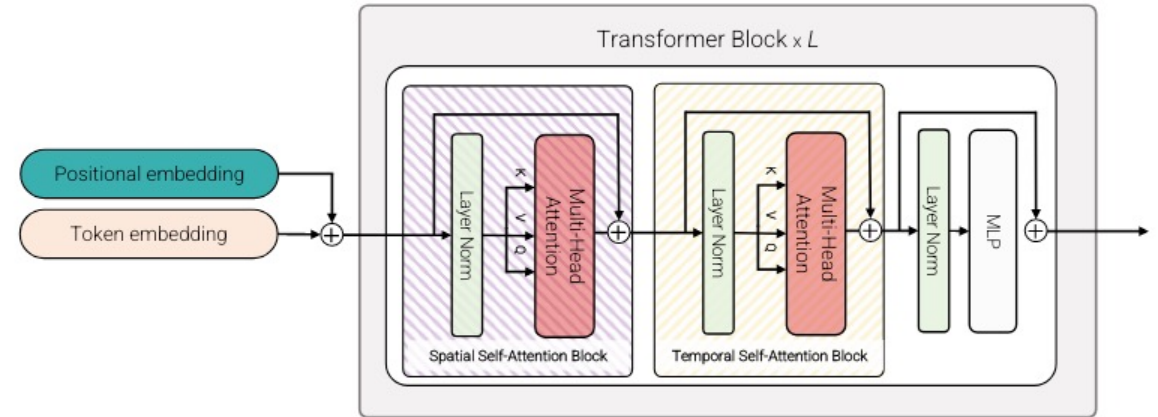 Transformer Block x L
Positional embedding
Token embedding
Layer Norm
K
V
Q
Multi-Head
Attention
Spatial Self-Attention Block
Layer Norm
K
V
Q
Multi-Head
Attention
Temporal Self-Attention Block
Layer Norm
MLP